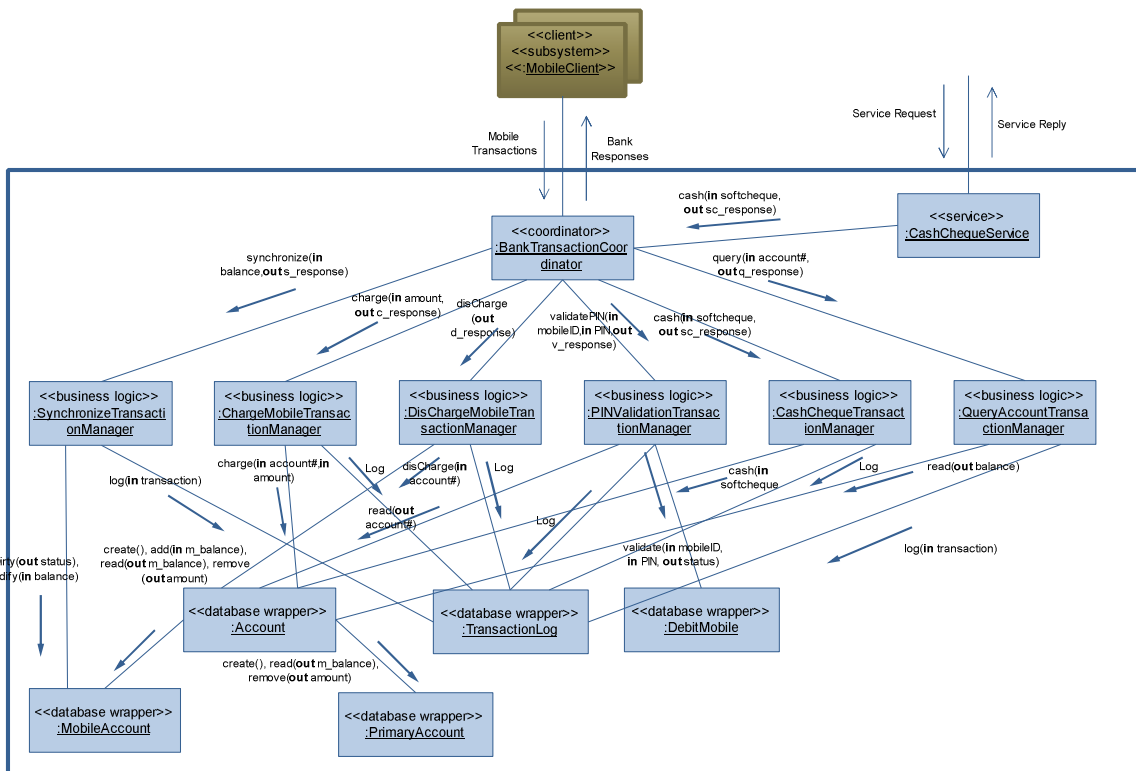 <<client>>
<<subsystem>>
<<:MobileClient>>
Service Request
Service Reply
Mobile
Transactions
Bank
Responses
cash(in softcheque,
out sc_response)
<<service>>
:CashChequeService
<<coordinator>>
:BankTransactionCoor
dinator
synchronize(in
balance,out s_response)
query(in account#,
out q_response)
charge(in amount,
out c_response)
disCharge
(out
d_response)
validatePIN(in
mobileID,in PIN,out
v_response)
cash(in softcheque,
out sc_response)
<<business logic>>
:SynchronizeTransacti
onManager
<<business logic>>
:ChargeMobileTransac
tionManager
<<business logic>>
:DisChargeMobileTran
sactionManager
<<business logic>>
:PINValidationTransac
tionManager
<<business logic>>
:CashChequeTransact
ionManager
<<business logic>>
:QueryAccountTransa
ctionManager
log(in transaction)
charge(in account#,in
amount)
Log
disCharge(in
account#)
Log
cash(in
softcheque
Log
read(out balance)
read(out
account#)
Log
create(), add(in m_balance),
read(out m_balance), remove
(out amount)
validate(in mobileID,
in PIN, out status)
log(in transaction)
irty(out status),
dify(in balance)
<<database wrapper>>
:Account
<<database wrapper>>
:TransactionLog
<<database wrapper>>
:DebitMobile
create(), read(out m_balance),
remove(out amount)
<<database wrapper>>
:MobileAccount
<<database wrapper>>
:PrimaryAccount